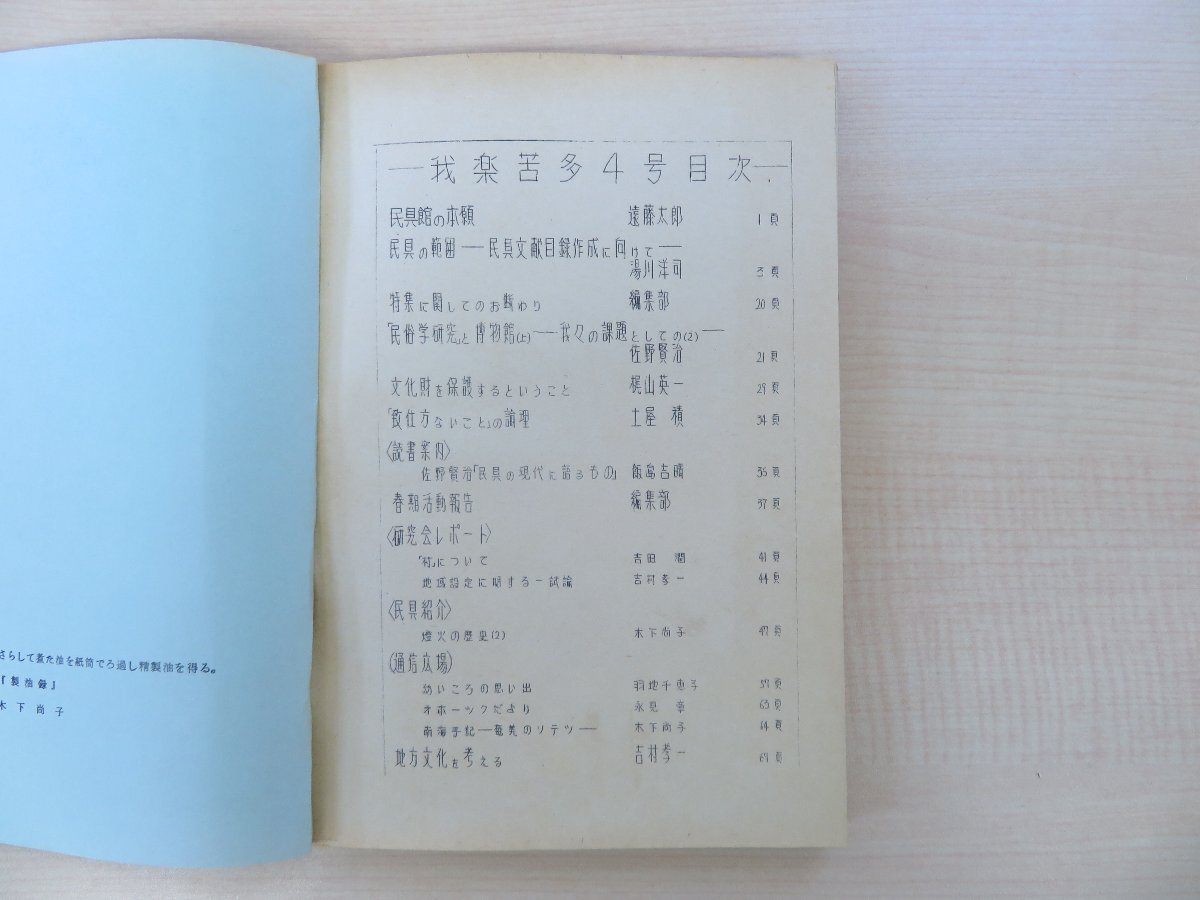 さらして煮た油を紙筒でろ過し精製油を得る。
『製油録』
木下尚子
―我楽苦多4号目次―
民具館の本願 遠藤太郎 1頁
民具の範囲――民具文献目録作成に向けて――
湯川洋司 3頁
特集に関してのお断わり 編集部 20頁
「民俗学研究」と博物館(上)――我々の課題としての(2)――
佐野賢治 21頁
文化財を保護するということ 梶山英一 29頁
「致仕方ないこと」の論理 土屋 積 34頁
〈読書案内〉
佐野賢治「民具の現代に語るもの」 飯島吉晴 35頁
春期活動報告 編集部 37頁
〈研究会レポート〉
「村」について 吉田 潤 41頁
地域設定に関する一試論 吉村孝一 44頁
〈民具紹介〉
燈火の歴史(2) 木下尚子 47頁
〈通信広場〉
幼いころの思い出 羽地千恵子 59頁
オホーツクだより 永見 幸 63頁
南海手紀――奄美のソテツ―― 木下尚子 64頁
地方文化を考える 吉村孝一 69頁